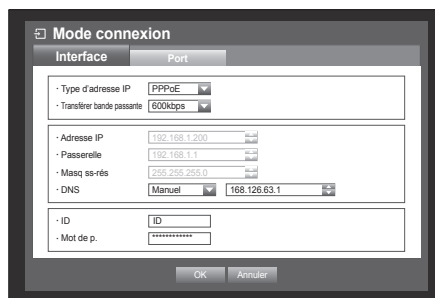 Mode connexion
Interface Port
· Type d'adresse IP PPPoE
· Transférer bande passante 600kbps
· Adresse IP 192.168.1.200
· Passerelle 192.168.1.1
· Masq ss-rés 255.255.255.0
· DNS Manuel 168.126.63.1
· ID ID
· Mot de p. ************
OK Annuler